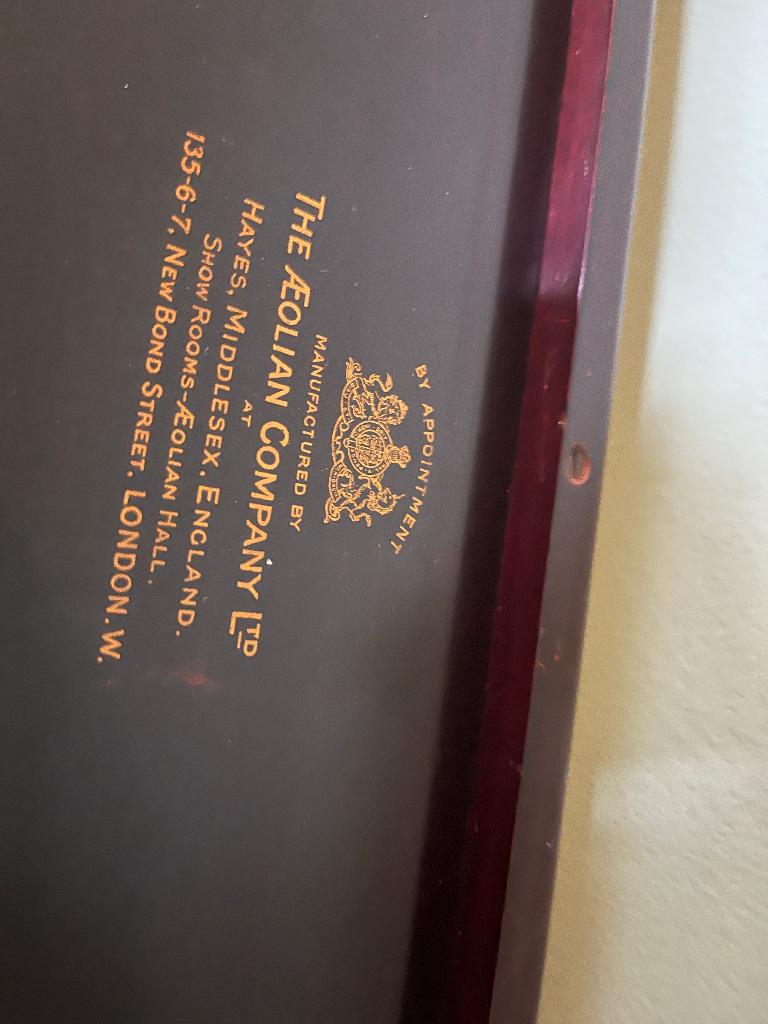 BY APPOINTMENT
MANUFACTURED BY
THE ÆOLIAN COMPANY LTD
AT
HAYES, MIDDLESEX, ENGLAND.
SHOW ROOMS-ÆOLIAN HALL.
135-6-7, NEW BOND STREET. LONDON. W.